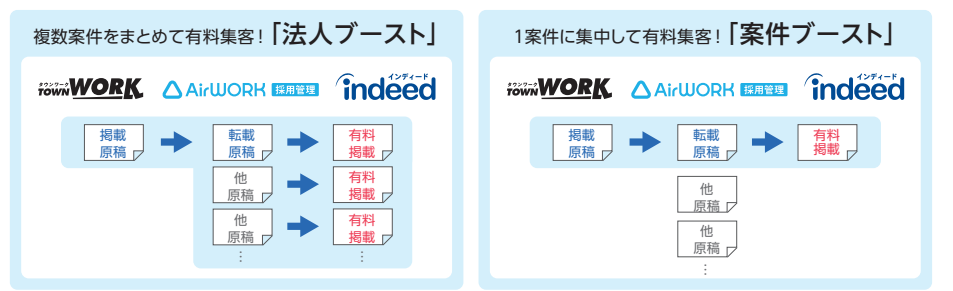 複数案件をまとめて有料集客！「法人ブースト」
タウンワーク
TOWN WORK
AirWORK 採用管理
インディード
indeed
掲載
原稿
転載
原稿
有料
掲載
他
原稿
有料
掲載
他
原稿
有料
掲載
⋮
⋮
1案件に集中して有料集客！「案件ブースト」
タウンワーク
TOWN WORK
AirWORK 採用管理
インディード
indeed
掲載
原稿
転載
原稿
有料
掲載
他
原稿
他
原稿
⋮